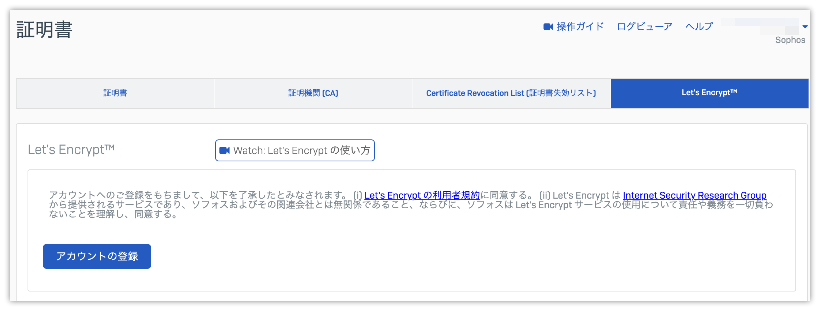 証明書
操作ガイド ログビューア ヘルプ
Sophos
証明書 証明機関 (CA) Certificate Revocation List (証明書失効リスト) Let's Encrypt™
Let's Encrypt™ Watch: Let's Encrypt の使い方
アカウントへのご登録をもちまして、以下を了承したとみなされます。 (i) Let's Encrypt の利用者規約に同意する。 (ii) Let's Encrypt は Internet Security Research Group
から提供されるサービスであり、ソフォスおよびその関連会社とは無関係であること、ならびに、ソフォスは Let's Encrypt サービスの使用について責任や義務を一切負わ
ないことを理解し、同意する。
アカウントの登録